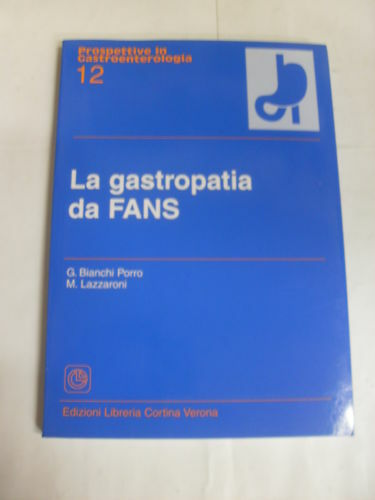 Prospettive in
Gastroenterologia
12
La gastropatia
da FANS
G. Bianchi Porro
M. Lazzaroni
Edizioni Libreria Cortina Verona